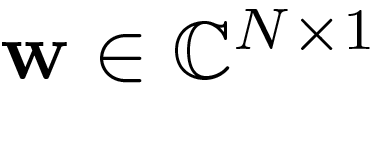 𝐰 ∈ ℂ^{N×1}